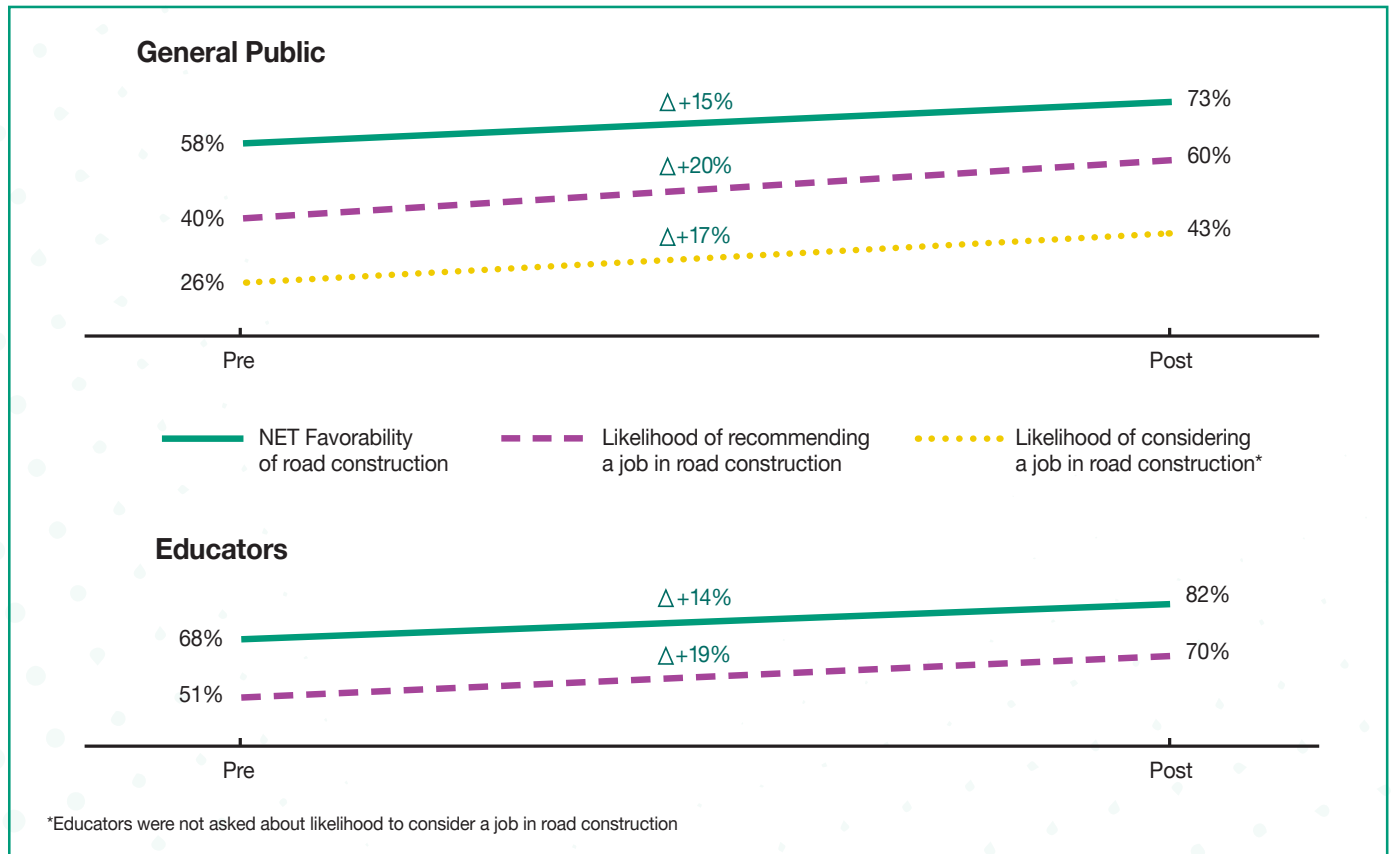 General Public
Δ+15%
73%
58%
Δ+20%
60%
40%
Δ+17%
43%
26%
Pre
Post
NET Favorability
of road construction
Likelihood of recommending
a job in road construction
Likelihood of considering
a job in road construction*
Educators
Δ+14%
82%
68%
Δ+19%
70%
51%
Pre
Post
*Educators were not asked about likelihood to consider a job in road construction